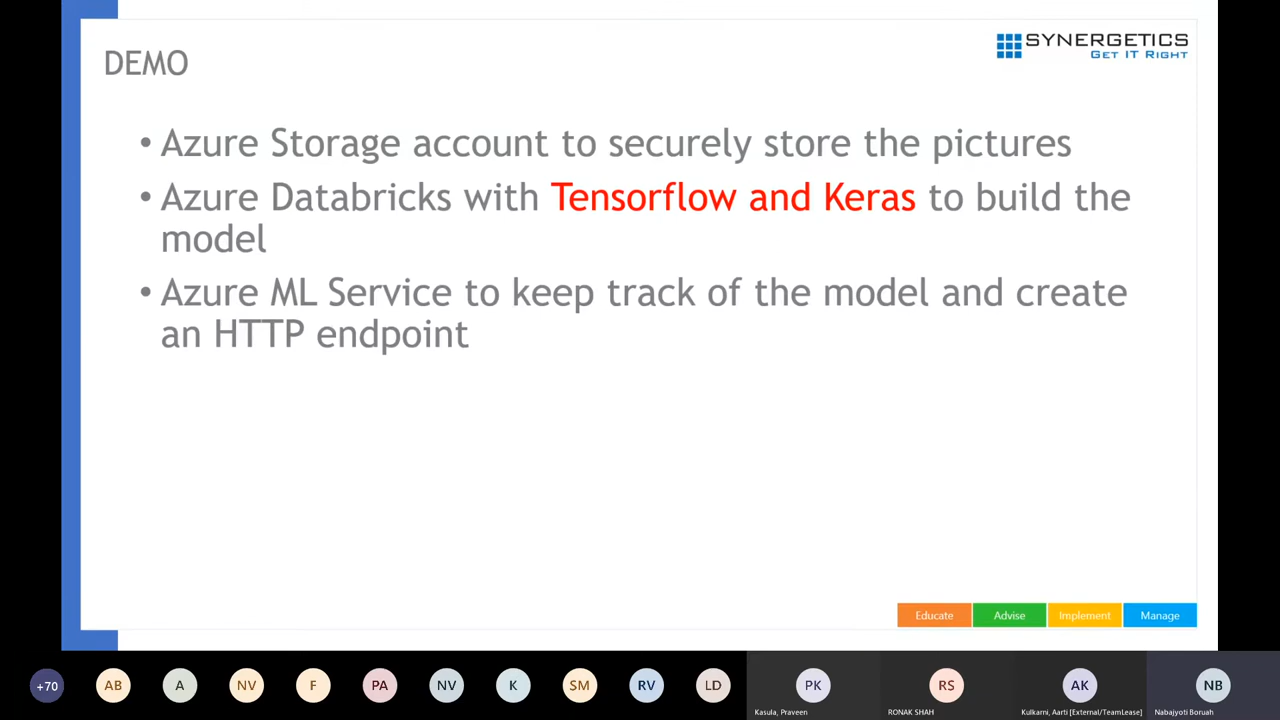 DEMO
SYNERGETICS
GET IT RIGHT
• Azure Storage account to securely store the pictures
• Azure Databricks with Tensorflow and Keras to build the
model
• Azure ML Service to keep track of the model and create
an HTTP endpoint
Educate Advise Implement Manage
+70 AB A NV F PA NV K SM RV LD PK RS AK NB
Kasula, Praveen RONAK SHAH Kulkarni, Aarti [External/TeamLease] Nabajyoti Boruah